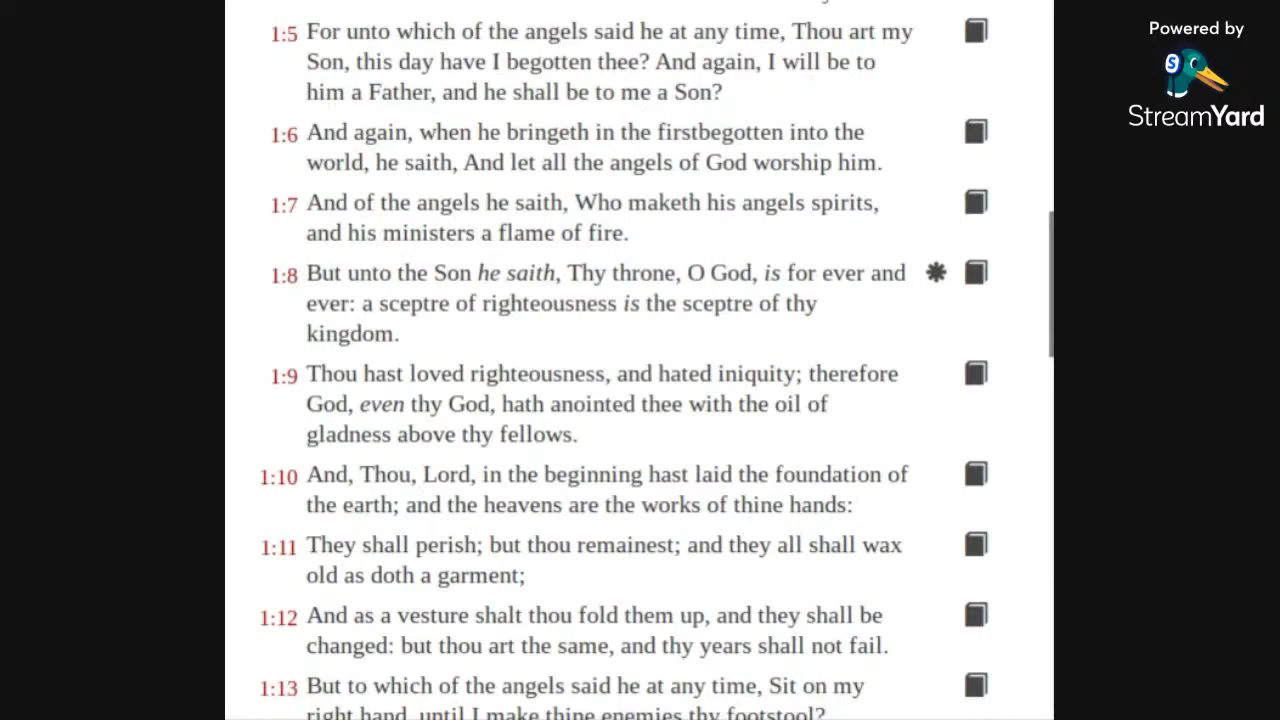 1:5 For unto which of the angels said he at any time, Thou art my
Son, this day have I begotten thee? And again, I will be to
him a Father, and he shall be to me a Son?
1:6 And again, when he bringeth in the firstbegotten into the
world, he saith, And let all the angels of God worship him.
1:7 And of the angels he saith, Who maketh his angels spirits,
and his ministers a flame of fire.
1:8 But unto the Son he saith, Thy throne, O God, is for ever and
ever: a sceptre of righteousness is the sceptre of thy
kingdom.
1:9 Thou hast loved righteousness, and hated iniquity; therefore
God, even thy God, hath anointed thee with the oil of
gladness above thy fellows.
1:10 And, Thou, Lord, in the beginning hast laid the foundation of
the earth; and the heavens are the works of thine hands:
1:11 They shall perish; but thou remainest; and they all shall wax
old as doth a garment;
1:12 And as a vesture shalt thou fold them up, and they shall be
changed: but thou art the same, and thy years shall not fail.
1:13 But to which of the angels said he at any time, Sit on my
right hand, until I make thine enemies thy footstool?
Powered by
S
StreamYard